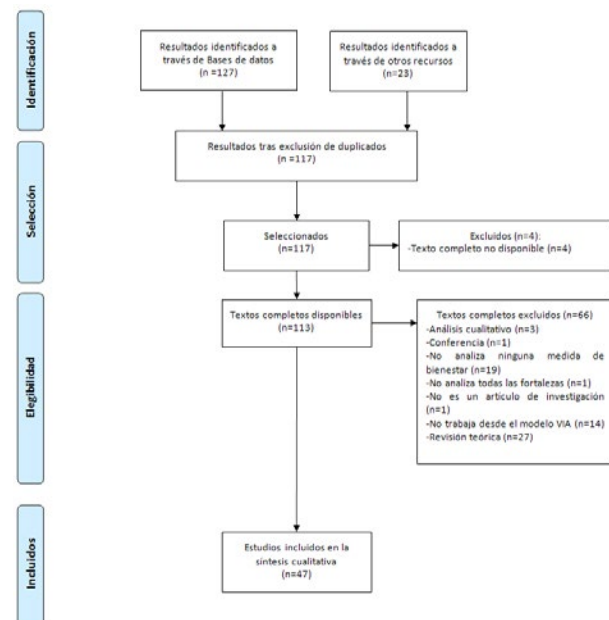 Identificación
Resultados identificados a
través de Bases de datos
(n =127)
Resultados identificados a
través de otros recursos
(n=23)
Resultados tras exclusión de duplicados
(n =117)
Selección
Seleccionados
(n=117)
Excluidos (n=4):
-Texto completo no disponible (n=4)
Elegibilidad
Textos completos disponibles
(n=113)
Textos completos excluidos (n=66)
-Análisis cualitativo (n=3)
-Conferencia (n=1)
-No analiza ninguna medida de
bienestar (n=19)
-No analiza todas las fortalezas (n=1)
-No es un artículo de investigación
(n=1)
-No trabaja desde el modelo VIA (n=14)
-Revisión teórica (n=27)
Incluidos
Estudios incluidos en la
síntesis cualitativa
(n=47)